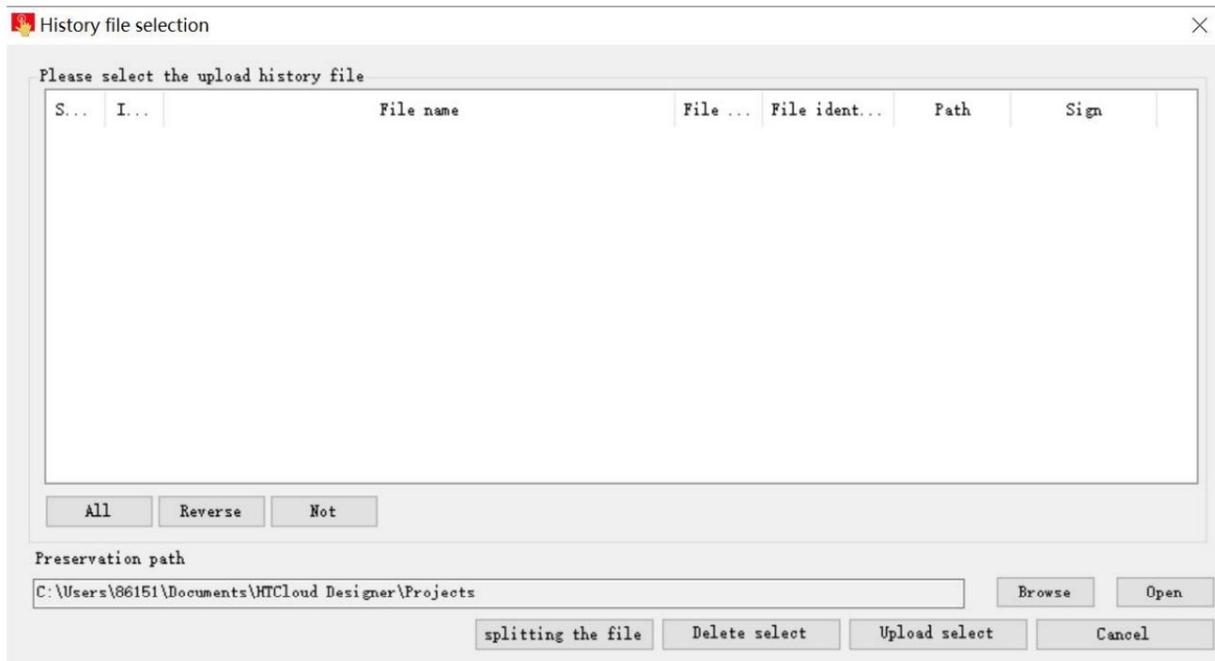 History file selection
Please select the upload history file
S... I... File name File ... File ident... Path Sign
All Reverse Not
Preservation path
C:\Users\86151\Documents\HTCloud Designer\Projects Browse Open
splitting the file Delete select Upload select Cancel